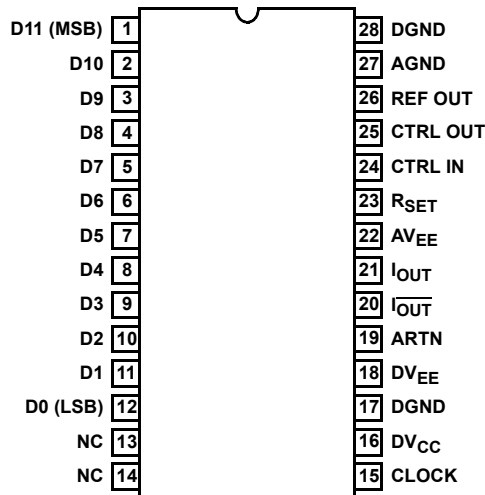 D11 (MSB) 1 28 DGND
D10 2 27 AGND
D9 3 26 REF OUT
D8 4 25 CTRL OUT
D7 5 24 CTRL IN
D6 6 23 RSET
D5 7 22 AVEE
D4 8 21 IOUT
D3 9 20 I̅O̅U̅T̅
D2 10 19 ARTN
D1 11 18 DVEE
D0 (LSB) 12 17 DGND
NC 13 16 DVCC
NC 14 15 CLOCK